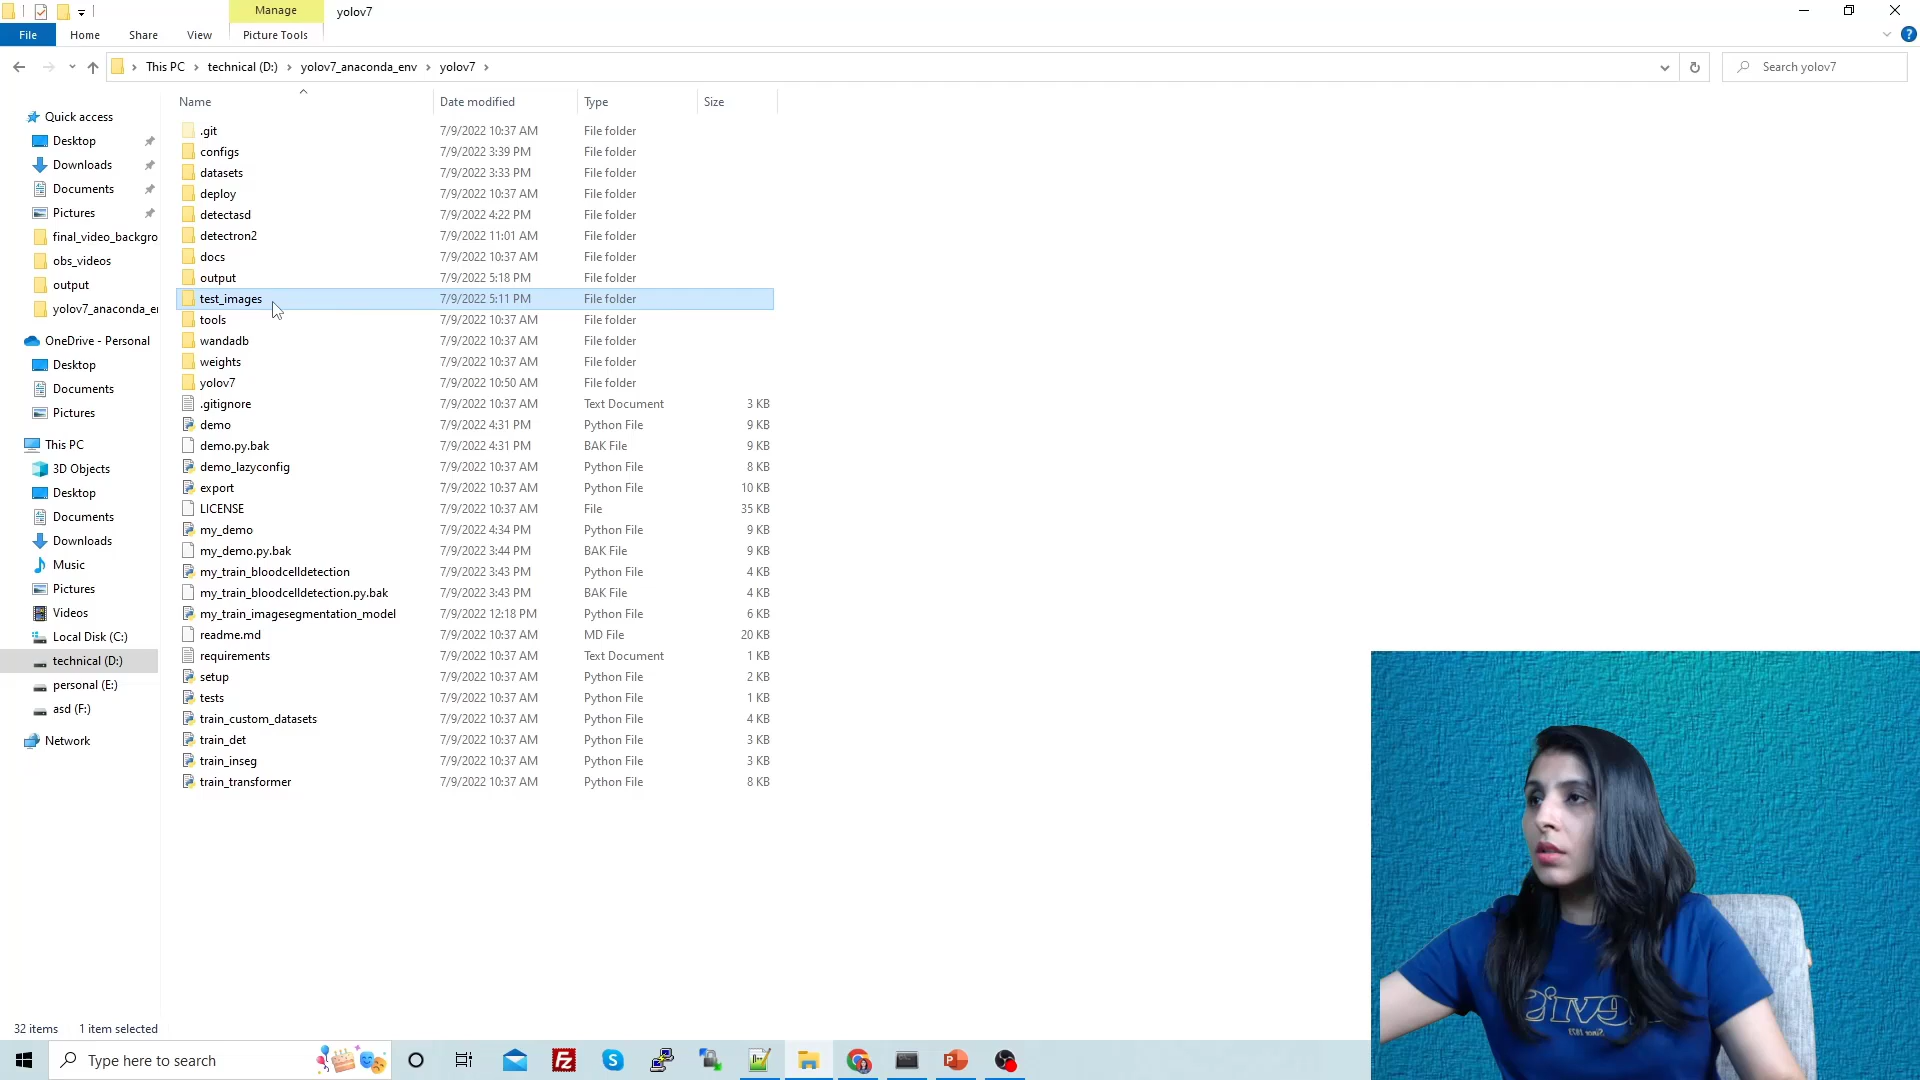 Manage
yolov7
File
Home
Share
View
Picture Tools
This PC
technical (D:)
yolov7_anaconda_env
yolov7
Search yolov7
Name
Date modified
Type
Size
Quick access
Desktop
Downloads
Documents
Pictures
final_video_backgro
obs_videos
output
yolov7_anaconda_e
OneDrive - Personal
Desktop
Documents
Pictures
This PC
3D Objects
Desktop
Documents
Downloads
Music
Pictures
Videos
Local Disk (C:)
technical (D:)
personal (E:)
asd (F:)
Network
.git 7/9/2022 10:37 AM File folder
configs 7/9/2022 3:39 PM File folder
datasets 7/9/2022 3:33 PM File folder
deploy 7/9/2022 10:37 AM File folder
detectasd 7/9/2022 4:22 PM File folder
detectron2 7/9/2022 11:01 AM File folder
docs 7/9/2022 10:37 AM File folder
output 7/9/2022 5:18 PM File folder
test_images 7/9/2022 5:11 PM File folder
tools 7/9/2022 10:37 AM File folder
wandadb 7/9/2022 10:37 AM File folder
weights 7/9/2022 10:37 AM File folder
yolov7 7/9/2022 10:50 AM File folder
.gitignore 7/9/2022 10:37 AM Text Document 3 KB
demo 7/9/2022 4:31 PM Python File 9 KB
demo.py.bak 7/9/2022 4:31 PM BAK File 9 KB
demo_lazyconfig 7/9/2022 10:37 AM Python File 8 KB
export 7/9/2022 10:37 AM Python File 10 KB
LICENSE 7/9/2022 10:37 AM File 35 KB
my_demo 7/9/2022 4:34 PM Python File 9 KB
my_demo.py.bak 7/9/2022 3:44 PM BAK File 9 KB
my_train_bloodcelldetection 7/9/2022 3:43 PM Python File 4 KB
my_train_bloodcelldetection.py.bak 7/9/2022 3:43 PM BAK File 4 KB
my_train_imagesegmentation_model 7/9/2022 12:18 PM Python File 6 KB
readme.md 7/9/2022 10:37 AM MD File 20 KB
requirements 7/9/2022 10:37 AM Text Document 1 KB
setup 7/9/2022 10:37 AM Python File 2 KB
tests 7/9/2022 10:37 AM Python File 1 KB
train_custom_datasets 7/9/2022 10:37 AM Python File 4 KB
train_det 7/9/2022 10:37 AM Python File 3 KB
train_inseg 7/9/2022 10:37 AM Python File 3 KB
train_transformer 7/9/2022 10:37 AM Python File 8 KB
32 items
1 item selected
Type here to search